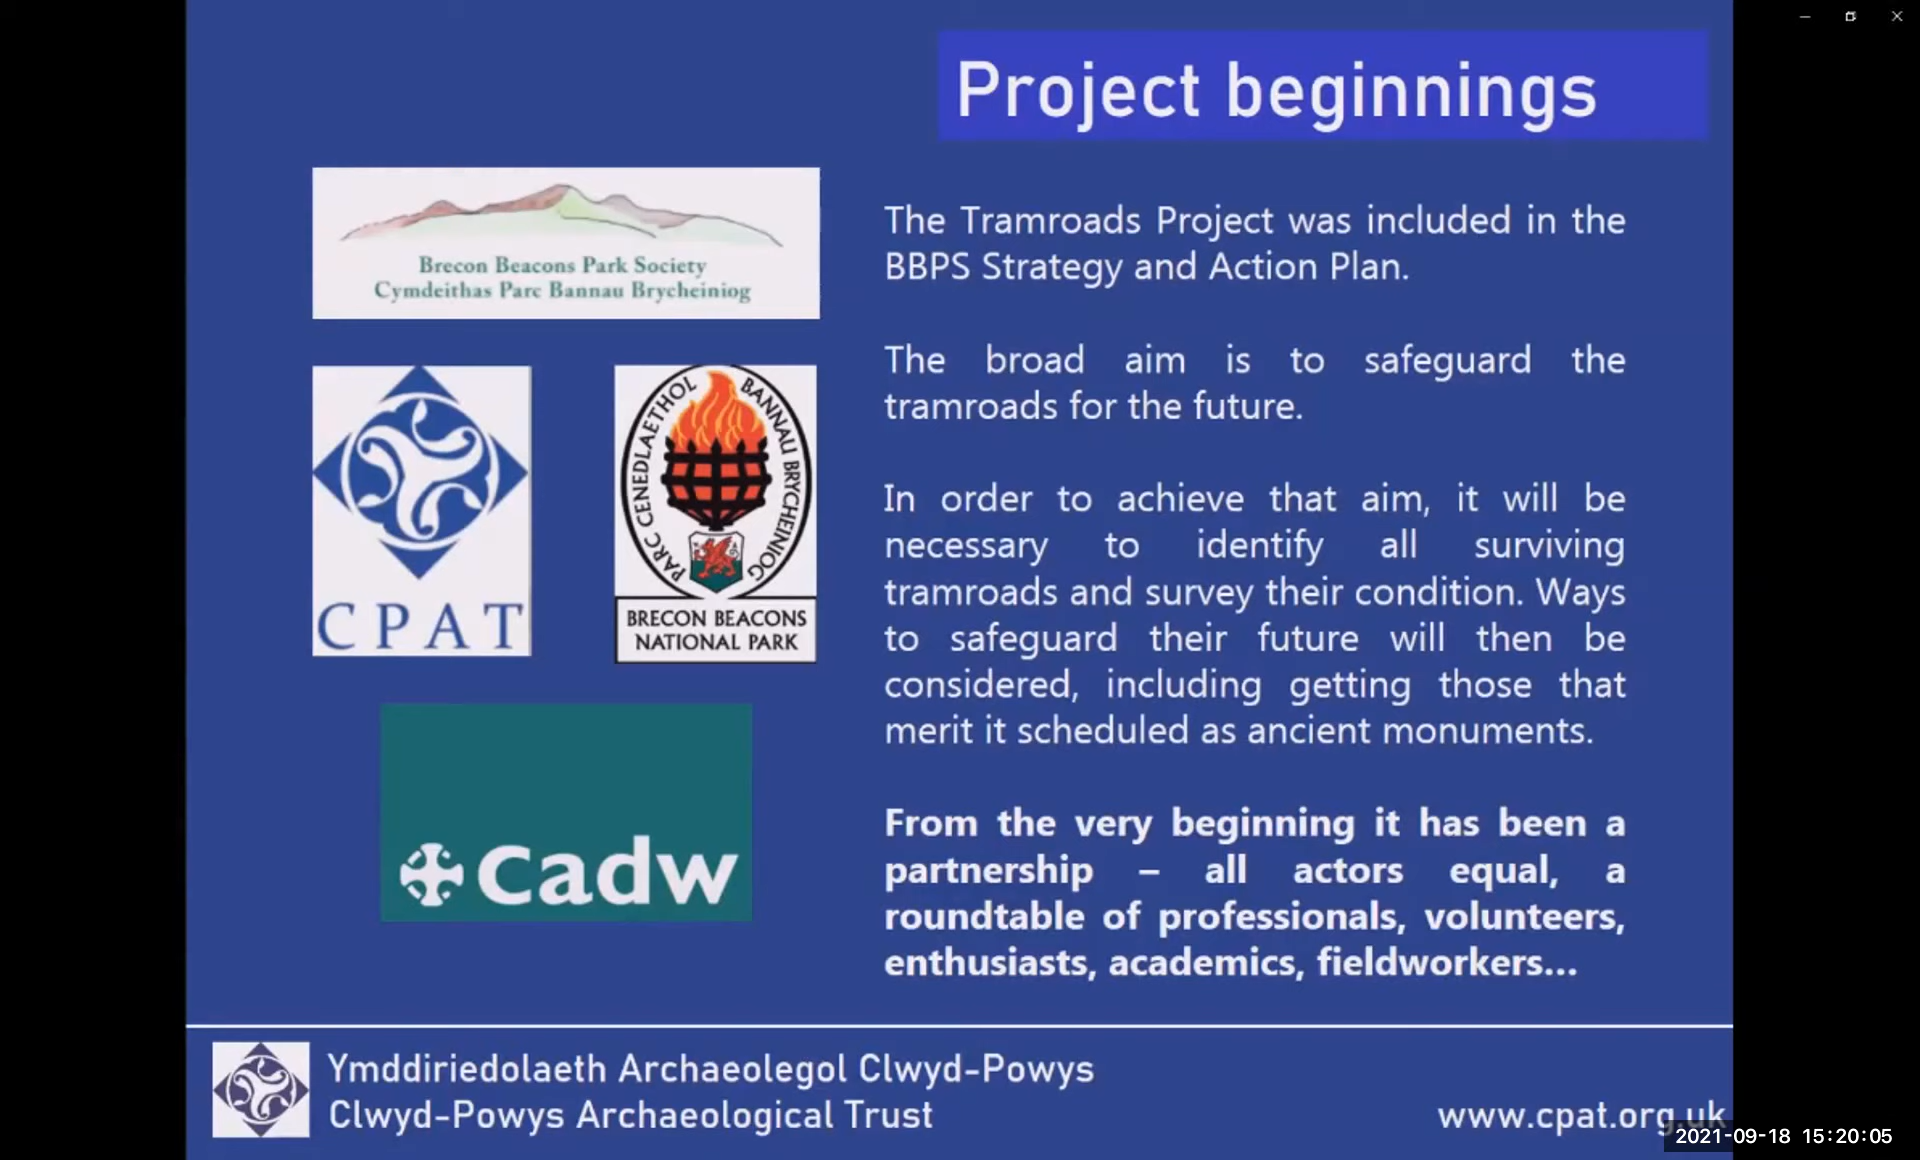 Project beginnings
Brecon Beacons Park Society
Cymdeithas Parc Bannau Brycheiniog
CPAT
PARC CENEDLAETHOL BANNAU BRYCHEINIOG
BRECON BEACONS
NATIONAL PARK
Cadw
The Tramroads Project was included in the
BBPS Strategy and Action Plan.
The broad aim is to safeguard the
tramroads for the future.
In order to achieve that aim, it will be
necessary to identify all surviving
tramroads and survey their condition. Ways
to safeguard their future will then be
considered, including getting those that
merit it scheduled as ancient monuments.
From the very beginning it has been a
partnership – all actors equal, a
roundtable of professionals, volunteers,
enthusiasts, academics, fieldworkers...
Ymddiriedolaeth Archaeolegol Clwyd-Powys
Clwyd-Powys Archaeological Trust
www.cpat.org.uk
2021-09-18 15:20:05